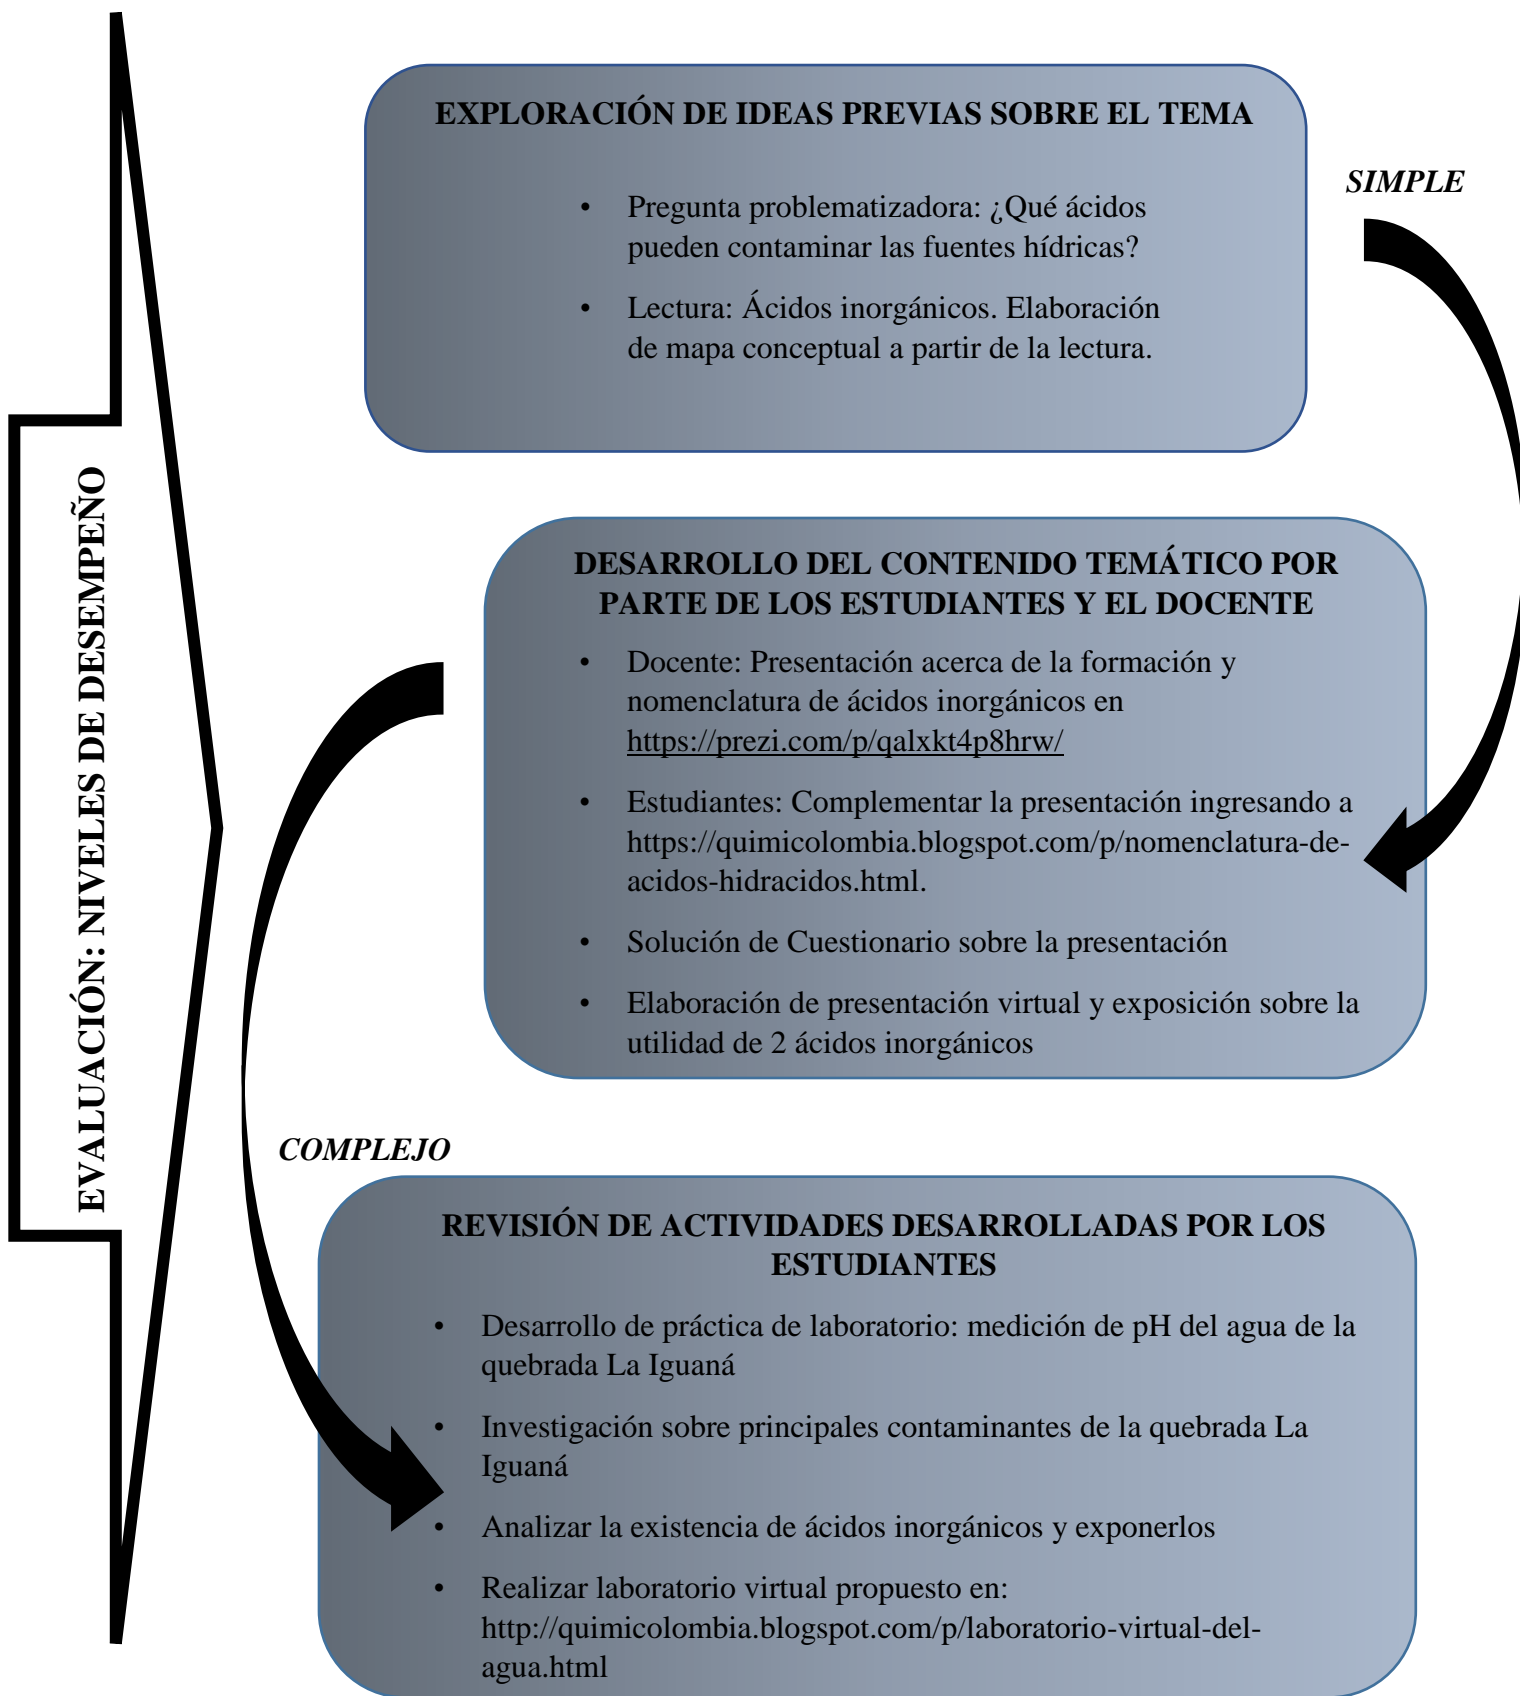 EXPLORACIÓN DE IDEAS PREVIAS SOBRE EL TEMA
• Pregunta problematizadora: ¿Qué ácidos
pueden contaminar las fuentes hídricas?
• Lectura: Ácidos inorgánicos. Elaboración
de mapa conceptual a partir de la lectura.
SIMPLE
EVALUACIÓN: NIVELES DE DESEMPEÑO
DESARROLLO DEL CONTENIDO TEMÁTICO POR
PARTE DE LOS ESTUDIANTES Y EL DOCENTE
• Docente: Presentación acerca de la formación y
nomenclatura de ácidos inorgánicos en
https://prezi.com/p/qalxkt4p8hrw/
• Estudiantes: Complementar la presentación ingresando a
https://quimicolombia.blogspot.com/p/nomenclatura-de-
acidos-hidracidos.html.
• Solución de Cuestionario sobre la presentación
• Elaboración de presentación virtual y exposición sobre la
utilidad de 2 ácidos inorgánicos
COMPLEJO
REVISIÓN DE ACTIVIDADES DESARROLLADAS POR LOS
ESTUDIANTES
• Desarrollo de práctica de laboratorio: medición de pH del agua de la
quebrada La Iguaná
• Investigación sobre principales contaminantes de la quebrada La
Iguaná
• Analizar la existencia de ácidos inorgánicos y exponerlos
• Realizar laboratorio virtual propuesto en:
http://quimicolombia.blogspot.com/p/laboratorio-virtual-del-
agua.html